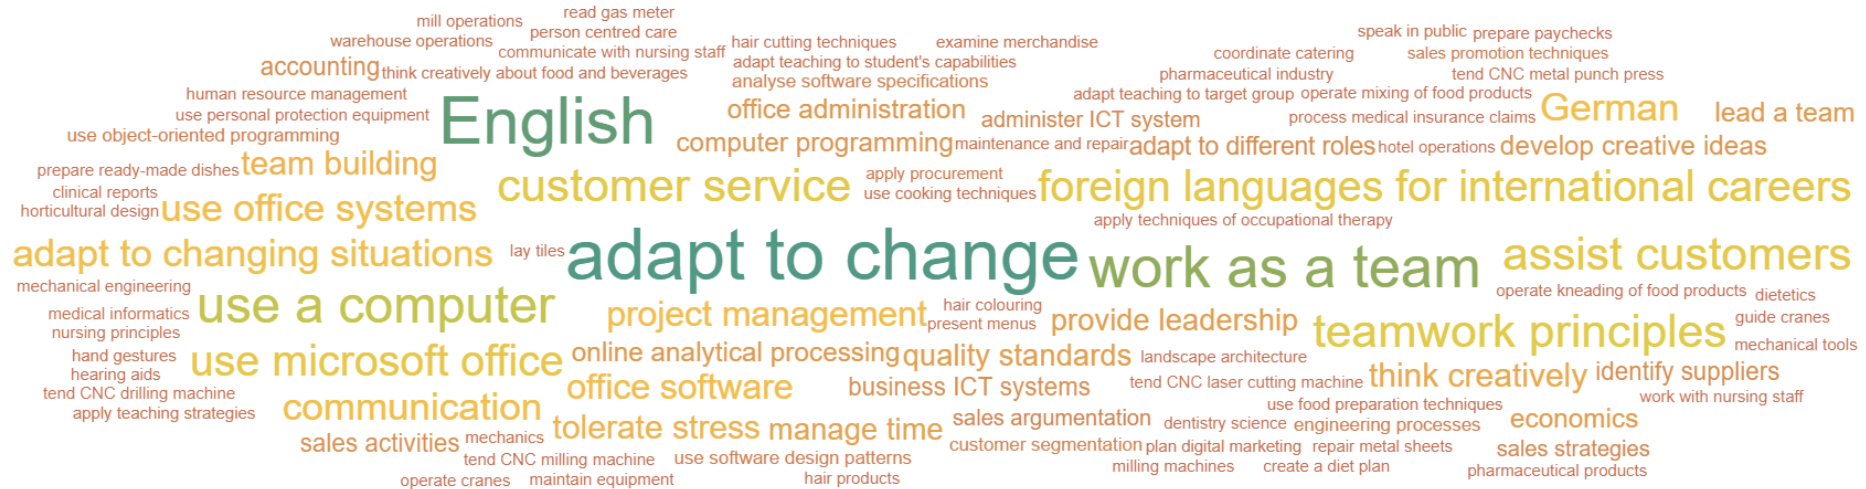 read gas meter
mill operations
person centred care
speak in public
prepare paychecks
warehouse operations
communicate with nursing staff
hair cutting techniques
examine merchandise
coordinate catering
sales promotion techniques
accounting
think creatively about food and beverages
adapt teaching to student's capabilities
analyse software specifications
pharmaceutical industry
tend CNC metal punch press
human resource management
adapt teaching to target group
operate mixing of food products
use personal protection equipment
English
office administration
administer ICT system
process medical insurance claims
German
lead a team
use object-oriented programming
computer programming
maintenance and repair
adapt to different roles
hotel operations
develop creative ideas
prepare ready-made dishes
team building
clinical reports
customer service
apply procurement
use cooking techniques
foreign languages for international careers
horticultural design
use office systems
apply techniques of occupational therapy
adapt to changing situations
lay tiles
adapt to change
work as a team
assist customers
mechanical engineering
use a computer
operate kneading of food products
dietetics
medical informatics
project management
hair colouring
present menus
provide leadership
teamwork principles
guide cranes
nursing principles
mechanical tools
hand gestures
use microsoft office
online analytical processing
quality standards
landscape architecture
hearing aids
tend CNC drilling machine
office software
business ICT systems
tend CNC laser cutting machine
think creatively
identify suppliers
work with nursing staff
apply teaching strategies
communication
use food preparation techniques
tolerate stress
manage time
sales argumentation
dentistry science
engineering processes
economics
sales activities
mechanics
customer segmentation
plan digital marketing
repair metal sheets
sales strategies
tend CNC milling machine
use software design patterns
milling machines
create a diet plan
pharmaceutical products
operate cranes
maintain equipment
hair products